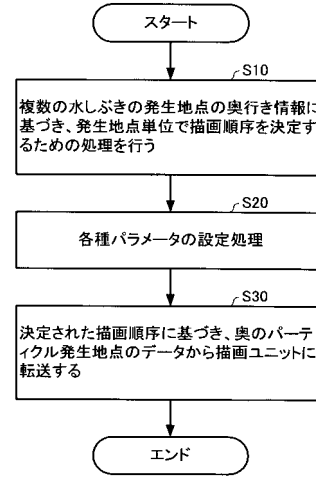 スタート
S10
複数の水しぶきの発生地点の奥行き情報に
基づき、発生地点単位で描画順序を決定す
るための処理を行う
S20
各種パラメータの設定処理
S30
決定された描画順序に基づき、奥のパーテ
ィクル発生地点のデータから描画ユニットに
転送する
エンド